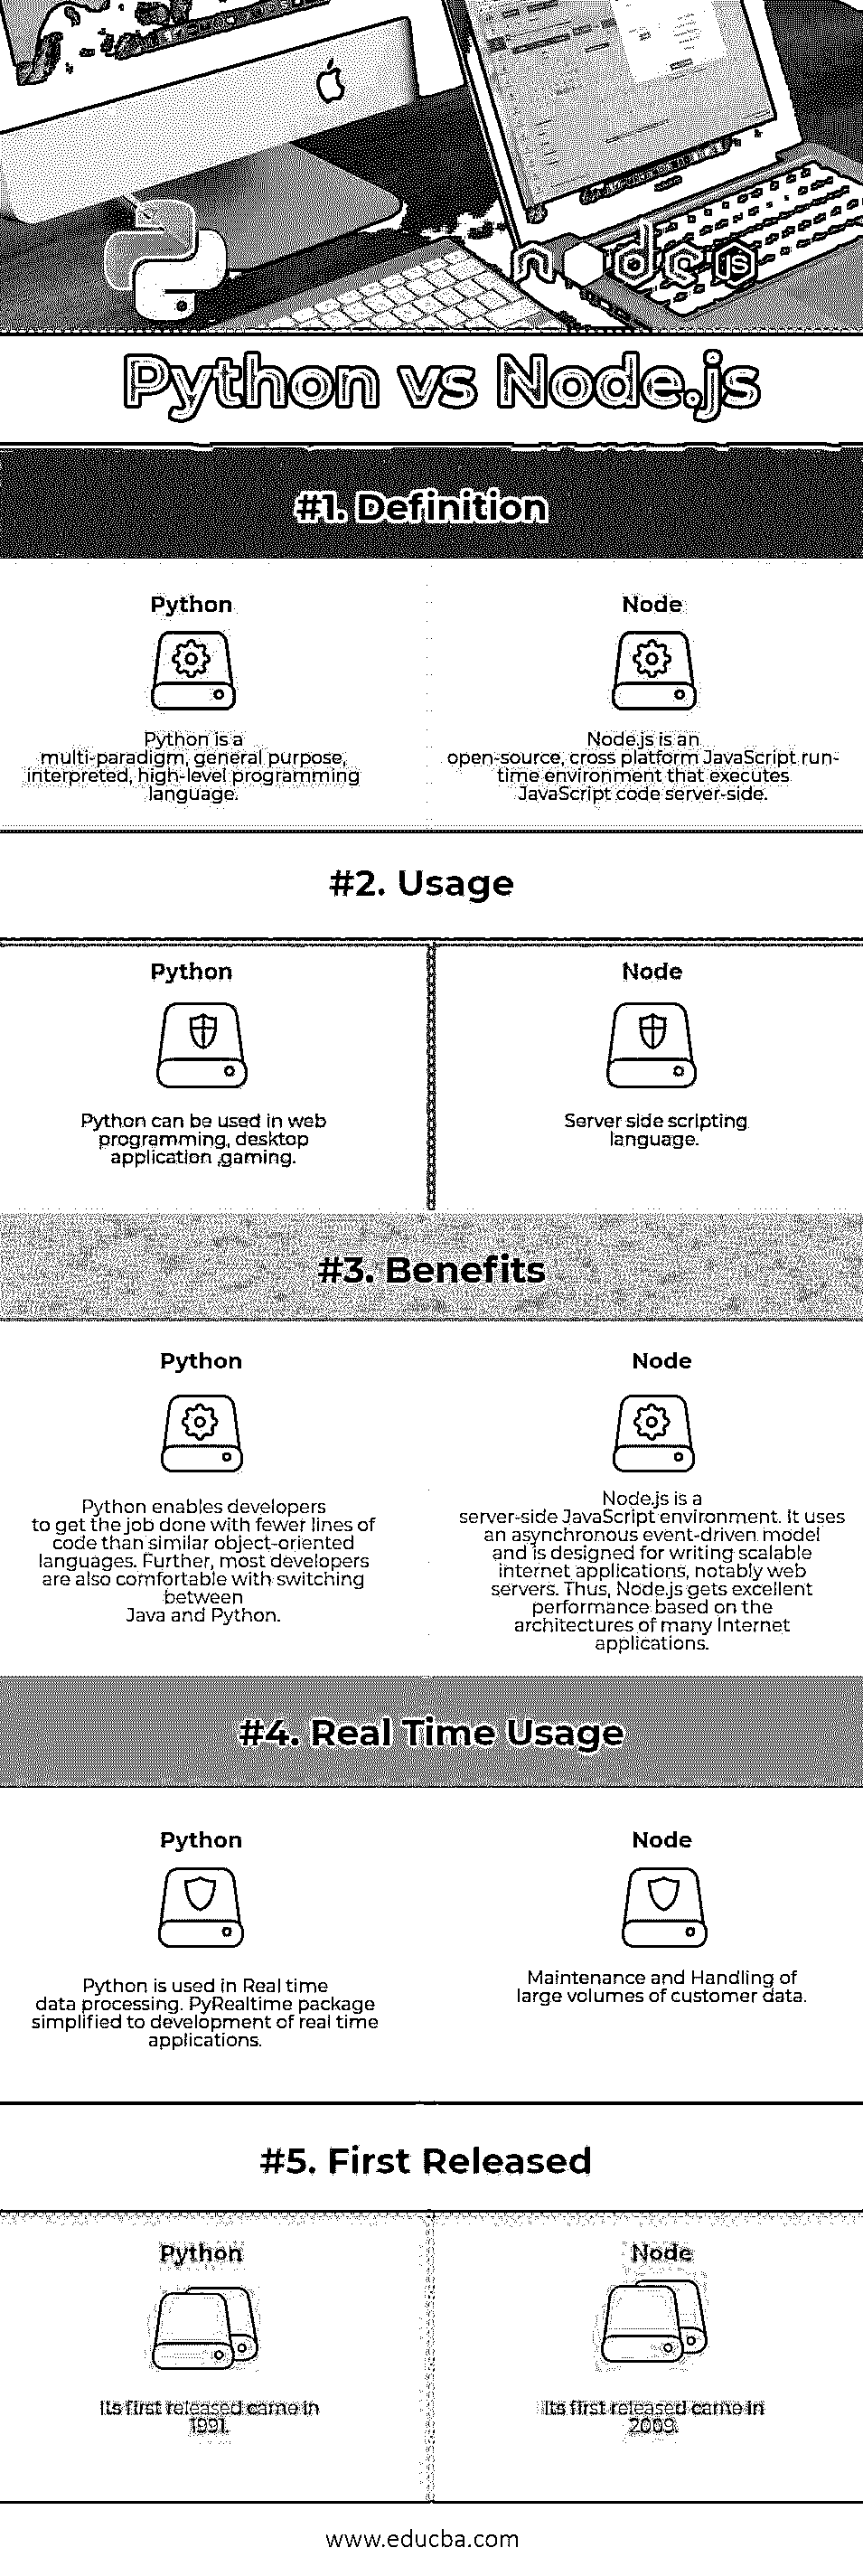 node
JS
Python vs Node.js
#1. Definition
Python
Python is a
multi-paradigm, general purpose,
interpreted, high-level programming
language.
Node
Node.js is an
open-source, cross platform JavaScript run-
time environment that executes
JavaScript code server-side.
#2. Usage
Python
Python can be used in web
programming, desktop
application ,gaming.
Node
Server side scripting
language.
#3. Benefits
Python
Python enables developers
to get the job done with fewer lines of
code than similar object-oriented
languages. Further, most developers
are also comfortable with switching
between
Java and Python.
Node
Node.js is a
server-side JavaScript environment. It uses
an asynchronous event-driven model
and is designed for writing scalable
internet applications, notably web
servers. Thus, Node.js gets excellent
performance based on the
architectures of many Internet
applications.
#4. Real Time Usage
Python
Python is used in Real time
data processing. PyRealtime package
simplified to development of real time
applications.
Node
Maintenance and Handling of
large volumes of customer data.
#5. First Released
Python
Its first released came in
1991.
Node
Its first released came in
2009.
www.educba.com